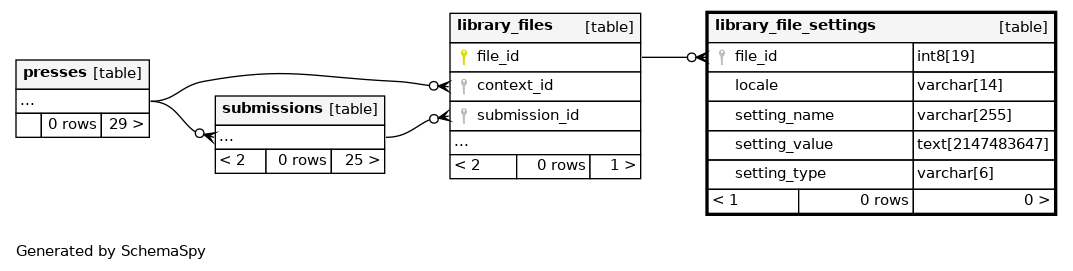 presses [table]
...
0 rows 29 >
submissions [table]
...
< 2 0 rows 25 >
library_files [table]
file_id
context_id
submission_id
...
< 2 0 rows 1 >
library_file_settings [table]
file_id int8[19]
locale varchar[14]
setting_name varchar[255]
setting_value text[2147483647]
setting_type varchar[6]
< 1 0 rows 0 >
Generated by SchemaSpy